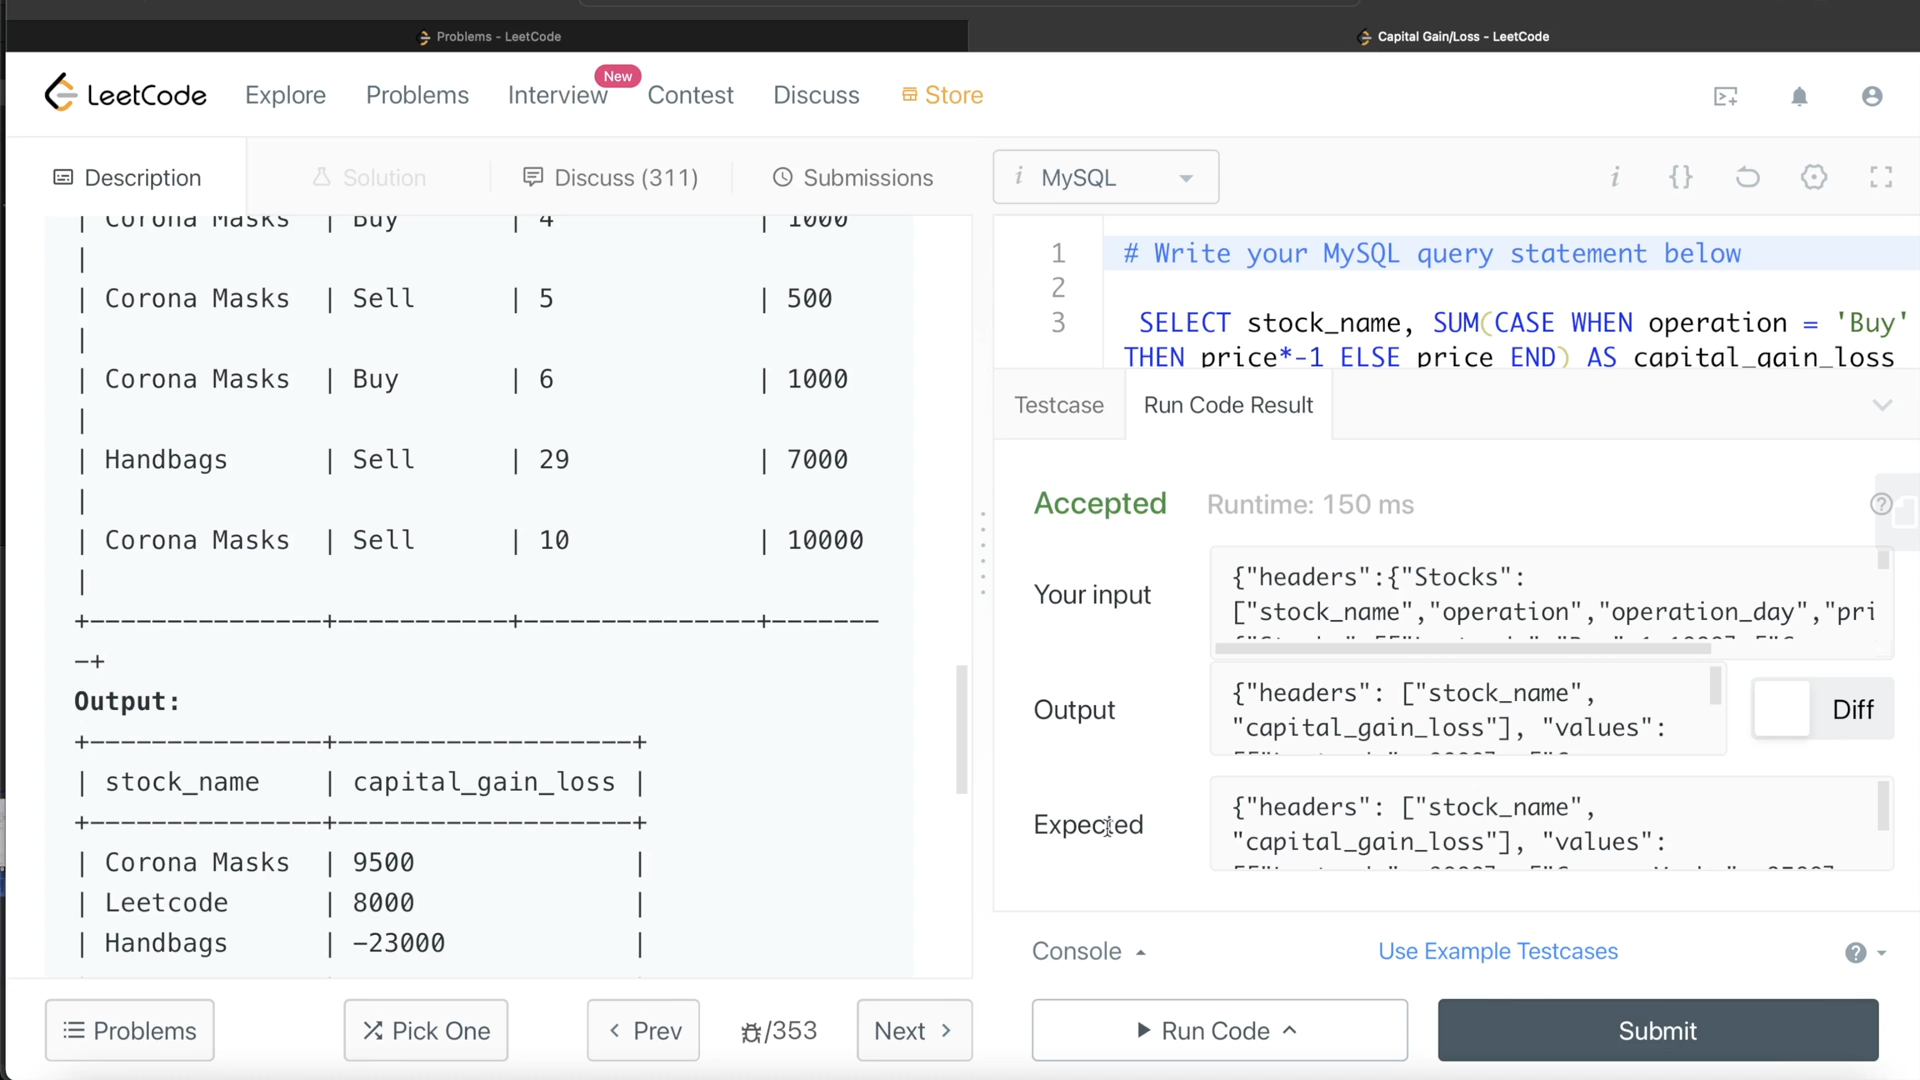 Problems - LeetCode
Capital Gain/Loss - LeetCode
LeetCode
Explore
Problems
Interview
New
Contest
Discuss
Store
Description
Solution
Discuss (311)
Submissions
| Corona Masks | Buy | 4 | 1000
|
| Corona Masks | Sell | 5 | 500
|
| Corona Masks | Buy | 6 | 1000
|
| Handbags | Sell | 29 | 7000
|
| Corona Masks | Sell | 10 | 10000
|
+---------------+-----------+---------------+-------
-+
Output:
+---------------+-------------------+
| stock_name | capital_gain_loss |
+---------------+-------------------+
| Corona Masks | 9500 |
| Leetcode | 8000 |
| Handbags | -23000 |
Problems
Pick One
Prev
/353
Next
i MySQL
i {}
1 # Write your MySQL query statement below
2
3 SELECT stock_name, SUM(CASE WHEN operation = 'Buy'
THEN price*-1 ELSE price END) AS capital_gain_loss
Testcase
Run Code Result
Accepted
Runtime: 150 ms
?
Your input
{"headers":{"Stocks":
["stock_name","operation","operation_day","pri
Output
{"headers": ["stock_name",
"capital_gain_loss"], "values":
Diff
Expected
{"headers": ["stock_name",
"capital_gain_loss"], "values":
Console
Use Example Testcases
?
Run Code
Submit